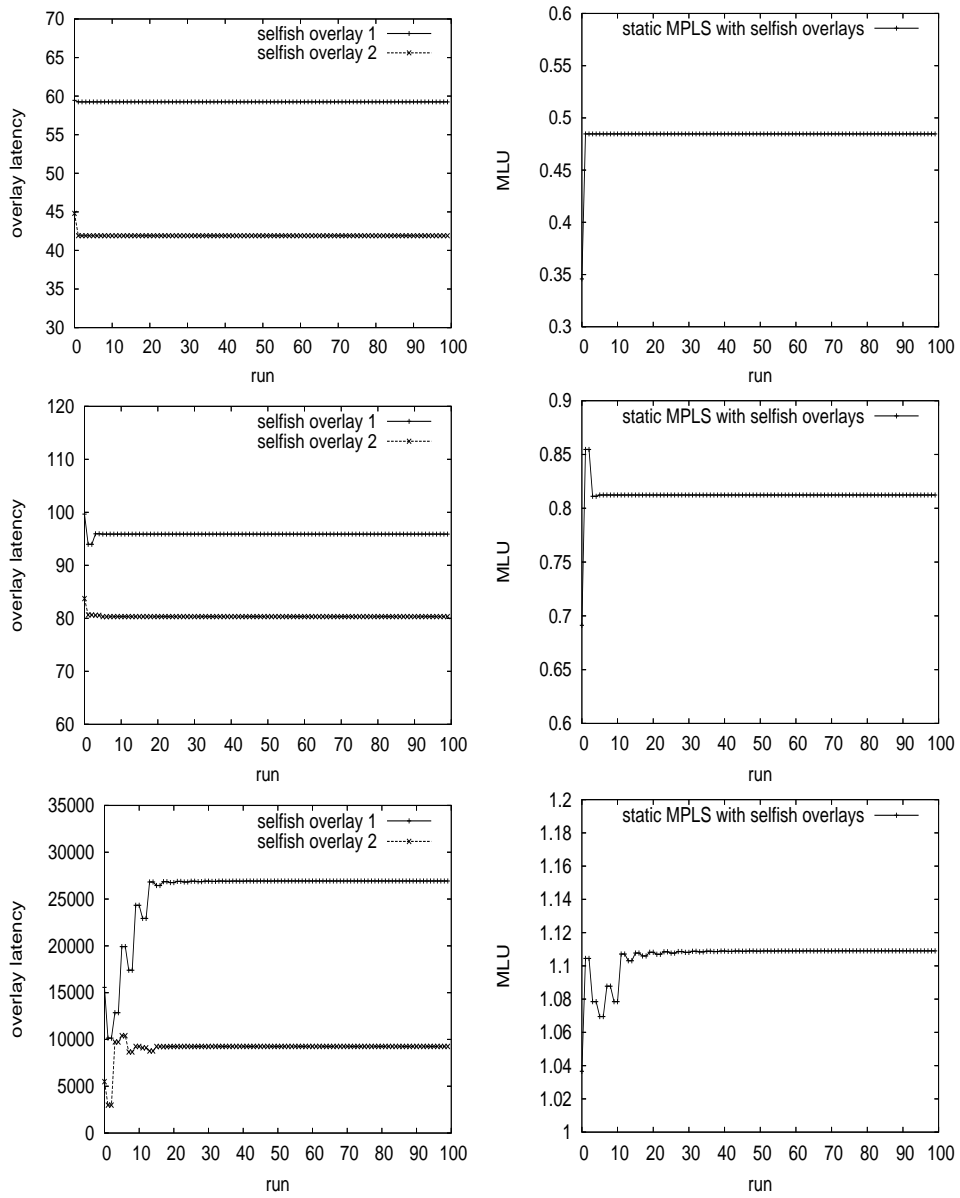 70
65
60
55
50
45
40
35
30
overlay latency
selfish overlay 1
selfish overlay 2
0 10 20 30 40 50 60 70 80 90 100
run
0.6
0.55
0.5
0.45
0.4
0.35
0.3
MLU
static MPLS with selfish overlays
0 10 20 30 40 50 60 70 80 90 100
run
120
110
100
90
80
70
60
overlay latency
selfish overlay 1
selfish overlay 2
0 10 20 30 40 50 60 70 80 90 100
run
0.9
0.85
0.8
0.75
0.7
0.65
0.6
MLU
static MPLS with selfish overlays
0 10 20 30 40 50 60 70 80 90 100
run
35000
30000
25000
20000
15000
10000
5000
0
overlay latency
selfish overlay 1
selfish overlay 2
0 10 20 30 40 50 60 70 80 90 100
run
1.2
1.18
1.16
1.14
1.12
1.1
1.08
1.06
1.04
1.02
1
MLU
static MPLS with selfish overlays
0 10 20 30 40 50 60 70 80 90 100
run